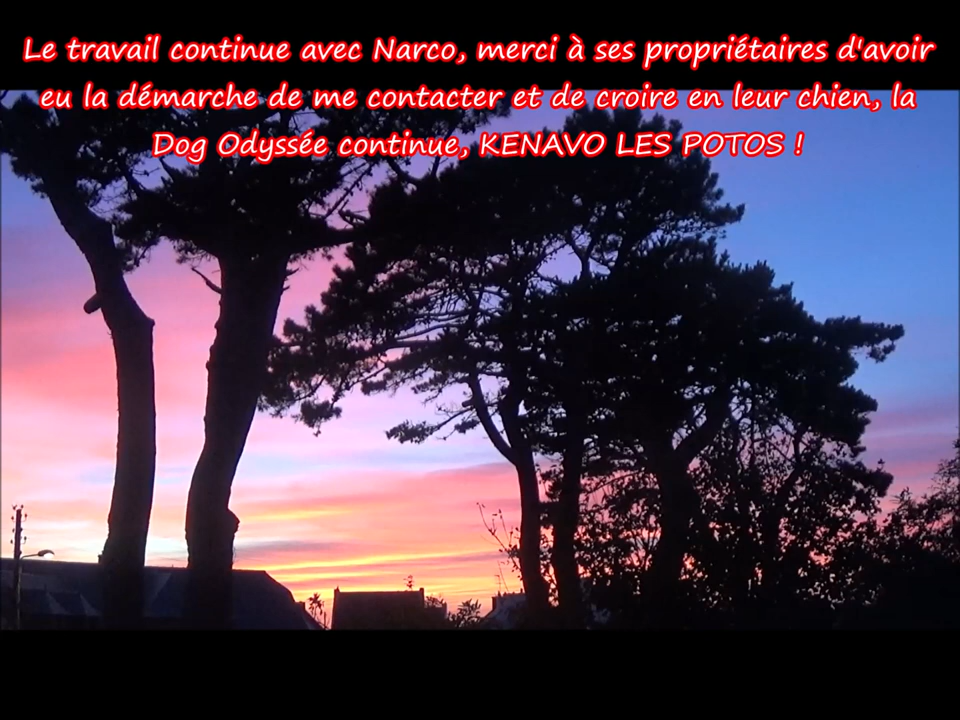 Le travail continue avec Narco, merci à ses propriétaires d'avoir
eu la démarche de me contacter et de croire en leur chien, la
Dog Odyssée continue, KENAVO LES POTOS !